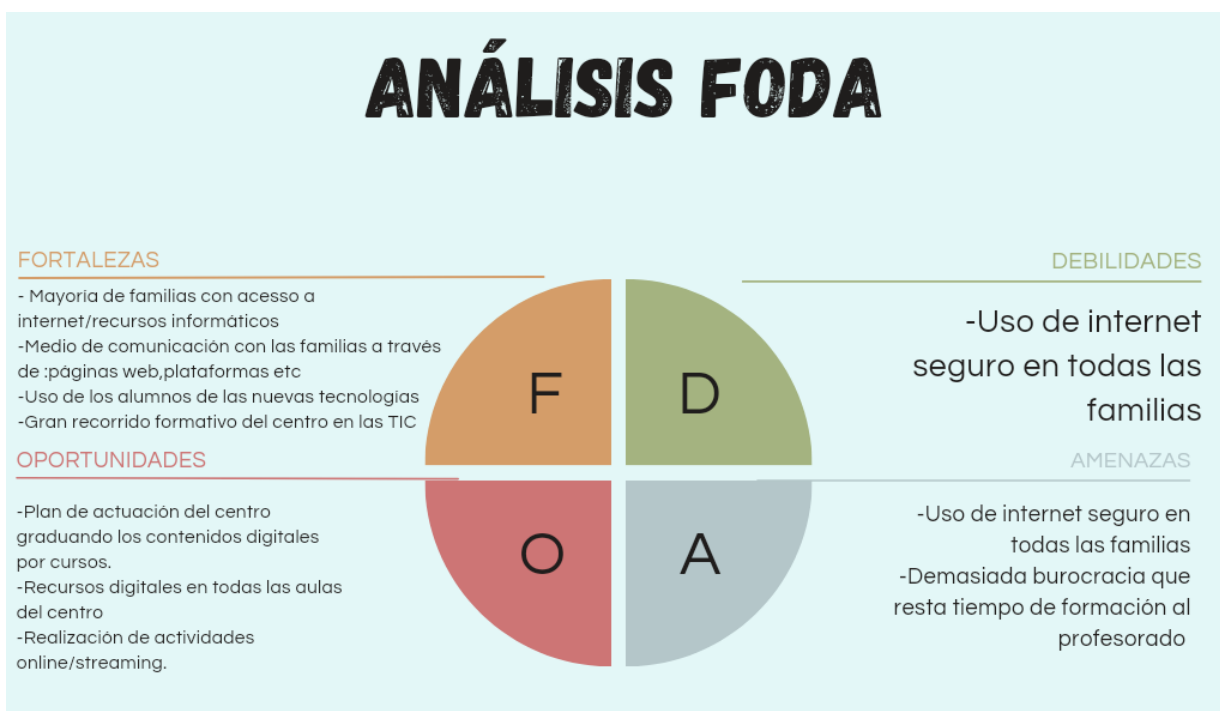 ANÁLISIS FODA
FORTALEZAS
- Mayoría de familias con acceso a
internet/recursos informáticos
-Medio de comunicación con las familias a través
de :páginas web,plataformas etc
-Uso de los alumnos de las nuevas tecnologías
-Gran recorrido formativo del centro en las TIC
DEBILIDADES
-Uso de internet
seguro en todas las
familias
F
D
OPORTUNIDADES
-Plan de actuación del centro
graduando los contenidos digitales
por cursos.
-Recursos digitales en todas las aulas
del centro
-Realización de actividades
online/streaming.
AMENAZAS
-Uso de internet seguro en
todas las familias
-Demasiada burocracia que
resta tiempo de formación al
profesorado
O
A